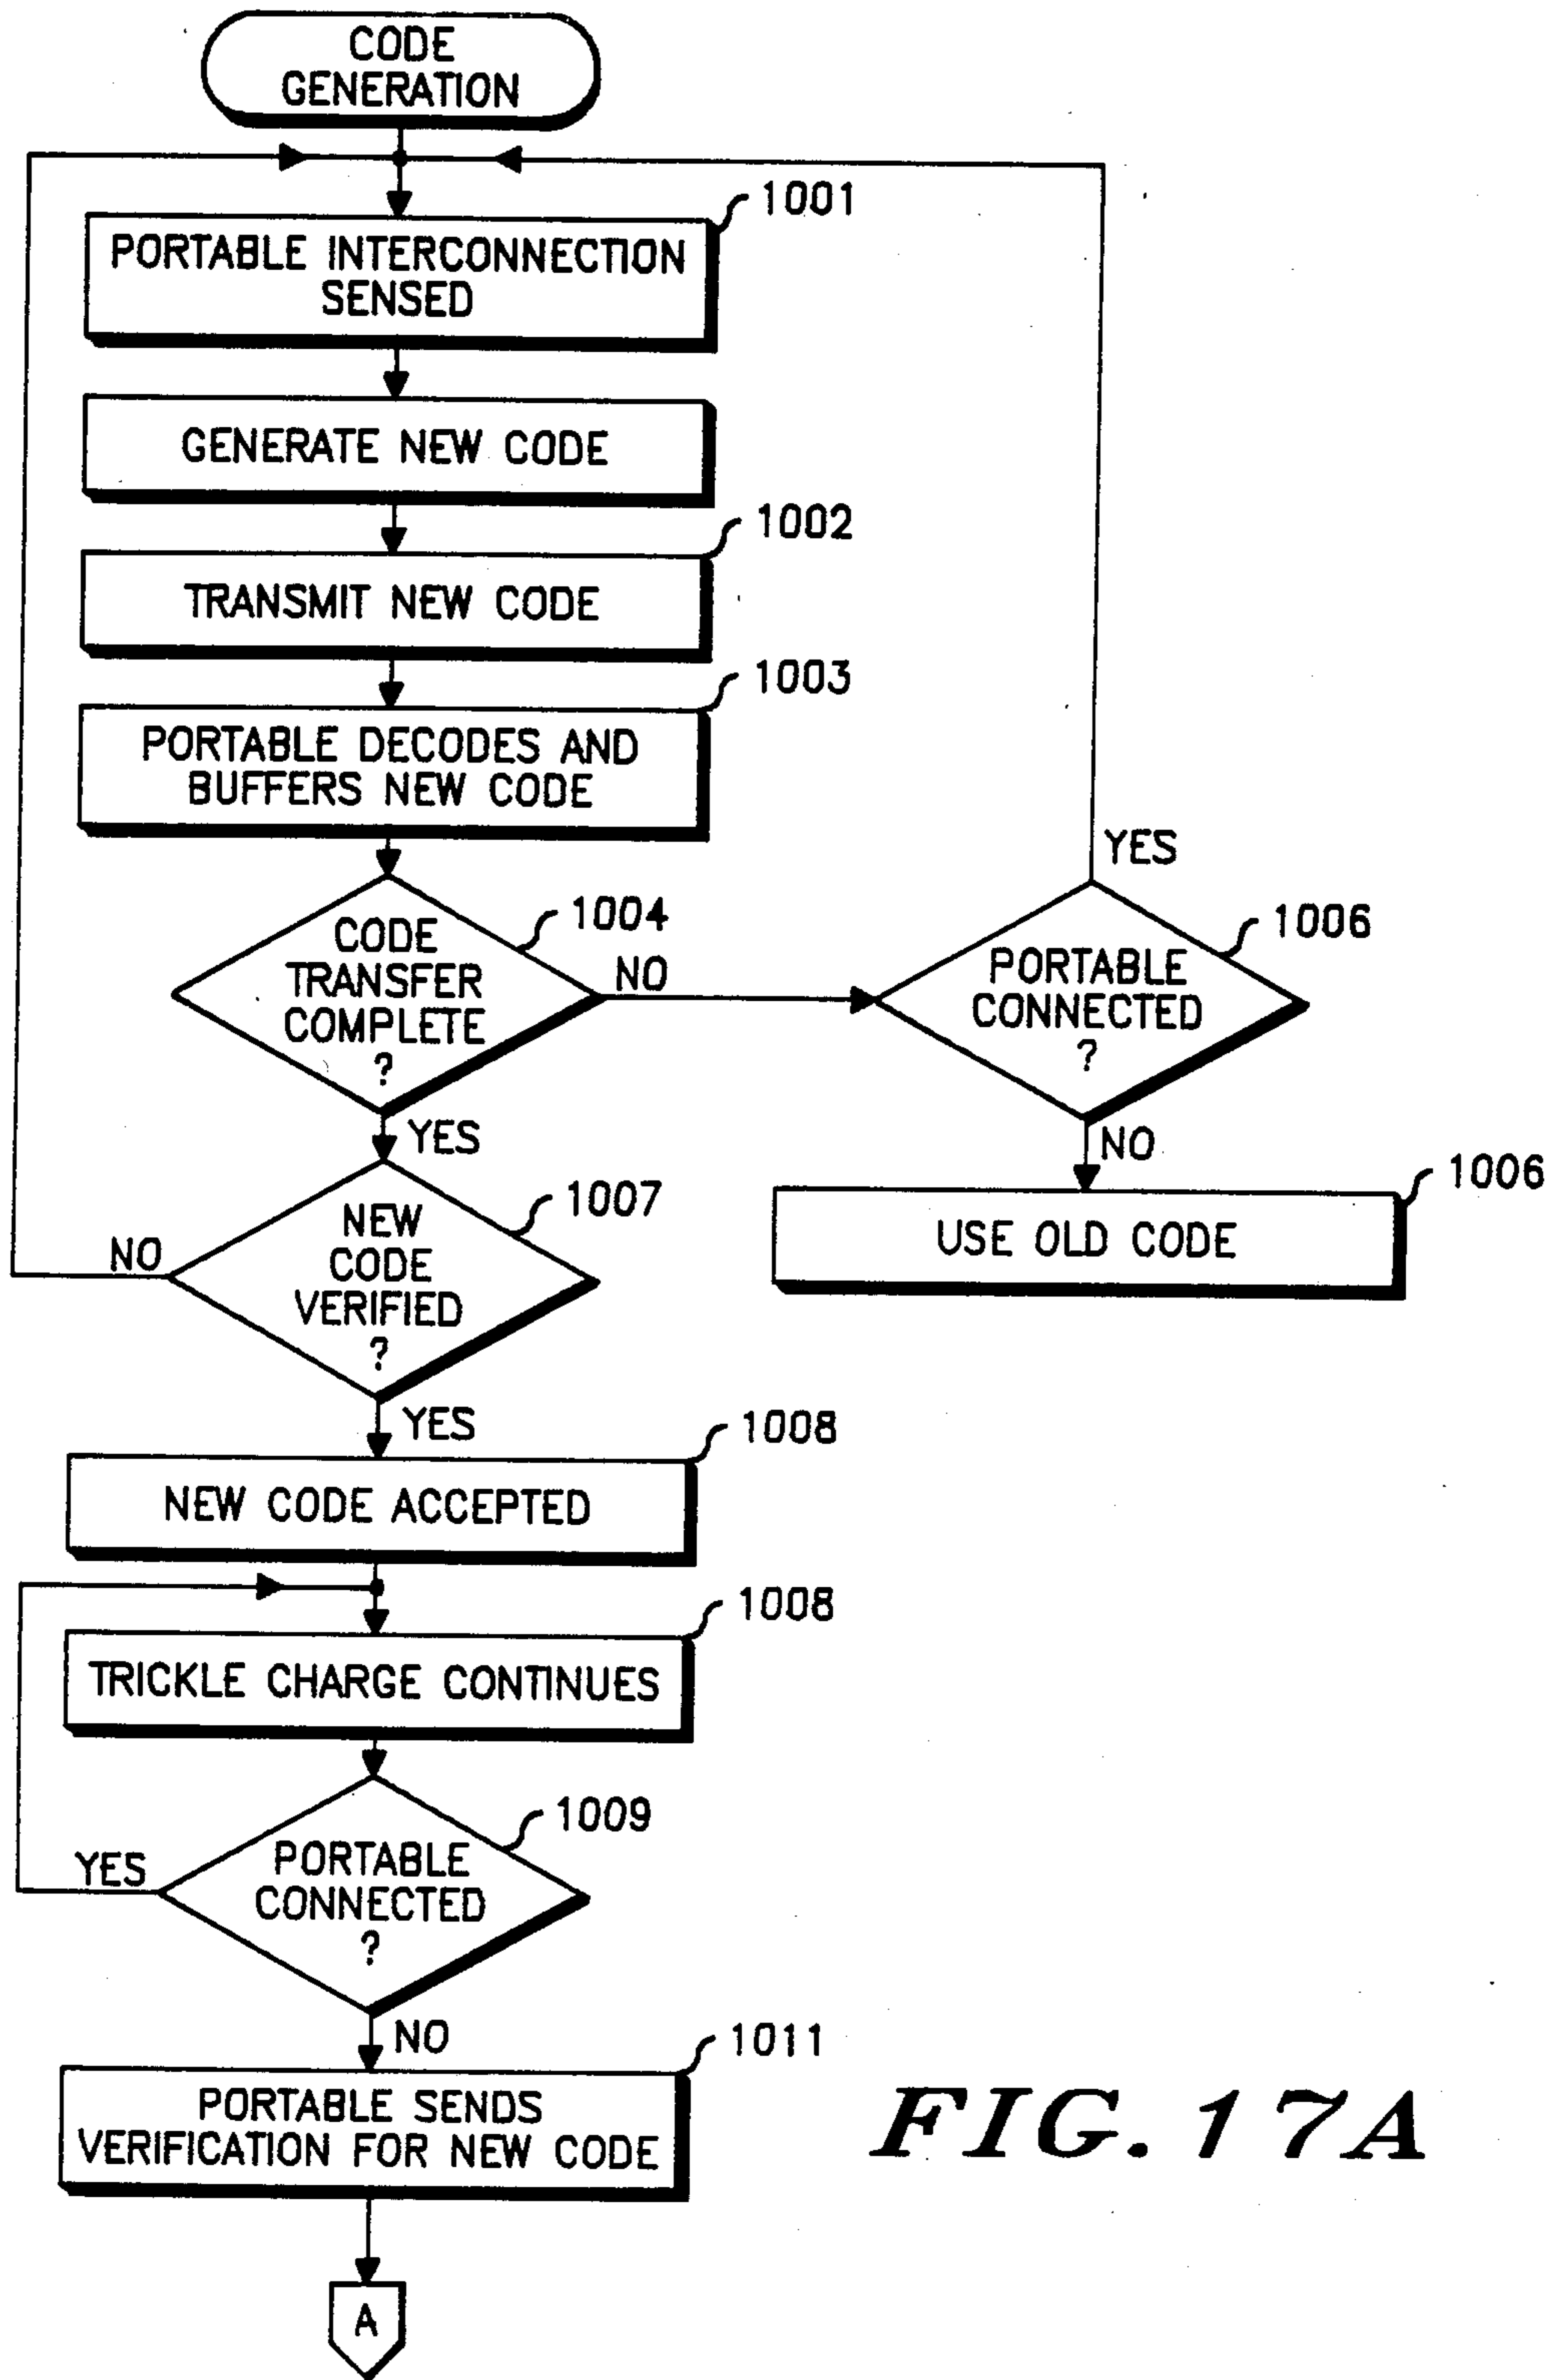 CODE
GENERATION
1001
PORTABLE INTERCONNECTION
SENSED
GENERATE NEW CODE
1002
TRANSMIT NEW CODE
1003
PORTABLE DECODES AND
BUFFERS NEW CODE
1004
CODE
TRANSFER
COMPLETE
?
NO
YES
1006
PORTABLE
CONNECTED
?
YES
NO
1006
USE OLD CODE
1007
NEW
CODE
VERIFIED
?
NO
YES
1008
NEW CODE ACCEPTED
1008
TRICKLE CHARGE CONTINUES
1009
PORTABLE
CONNECTED
?
YES
NO
1011
PORTABLE SENDS
VERIFICATION FOR NEW CODE
A
FIG. 17A